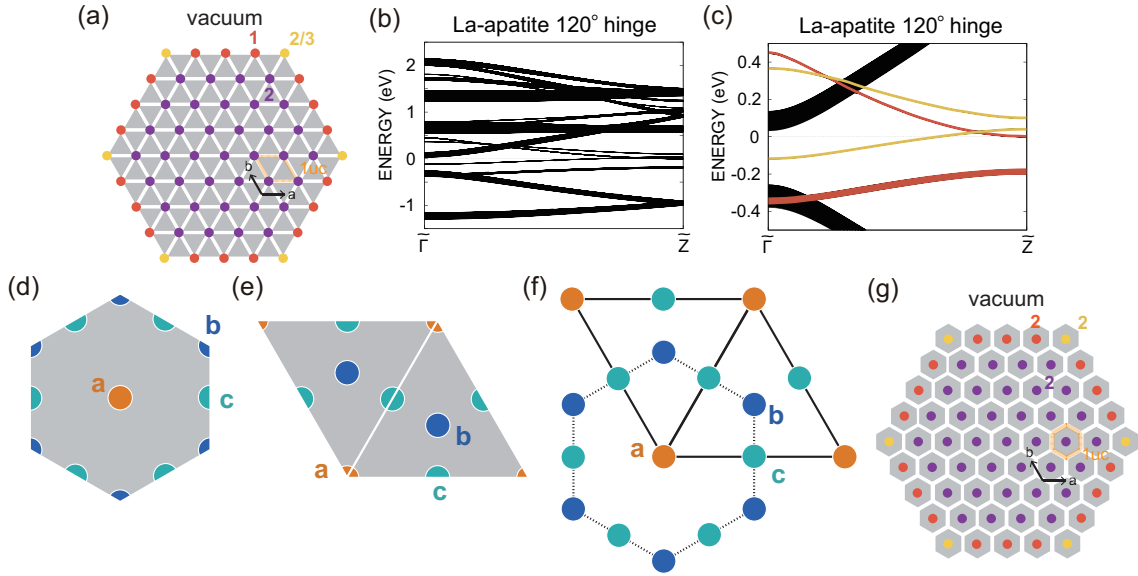 (a)
vacuum
1
2/3
2
1uc
b
a
(b)
La-apatite 120° hinge
ENERGY (eV)
2
1
0
-1
Γ̃
Z̃
(c)
La-apatite 120° hinge
ENERGY (eV)
0.4
0.2
0
-0.2
-0.4
Γ̃
Z̃
(d)
b
a
c
(e)
b
a
c
(f)
b
a
c
(g)
vacuum
2
2
2
1uc
b
a